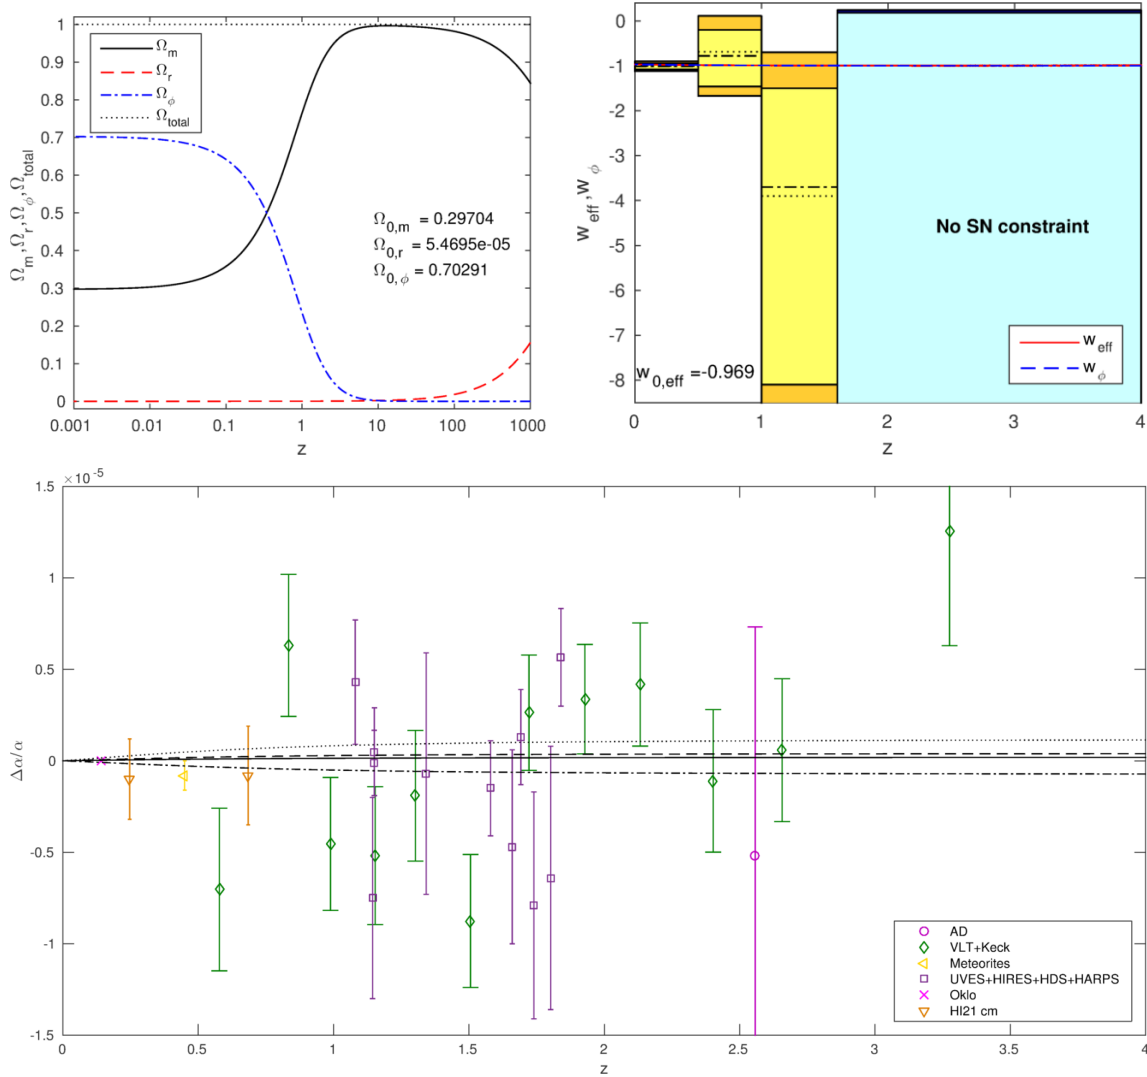 1
0.9
0.8
0.7
0.6
0.5
0.4
0.3
0.2
0.1
0
Ω_m, Ω_r, Ω_ϕ, Ω_total
Ω_m
Ω_r
Ω_ϕ
Ω_total
Ω_0,m = 0.29704
Ω_0,r = 5.4695e-05
Ω_0,ϕ = 0.70291
0.001 0.01 0.1 1 10 100 1000
z
0
-1
-2
-3
-4
-5
-6
-7
-8
w_eff, w_ϕ
No SN constraint
w_0,eff =-0.969
w_eff
w_ϕ
0 1 2 3 4
z
×10^-5
1.5
1
0.5
0
-0.5
-1
-1.5
Δα/α
AD
VLT+Keck
Meteorites
UVES+HIRES+HDS+HARPS
Oklo
HI21 cm
0 0.5 1 1.5 2 2.5 3 3.5 4
z